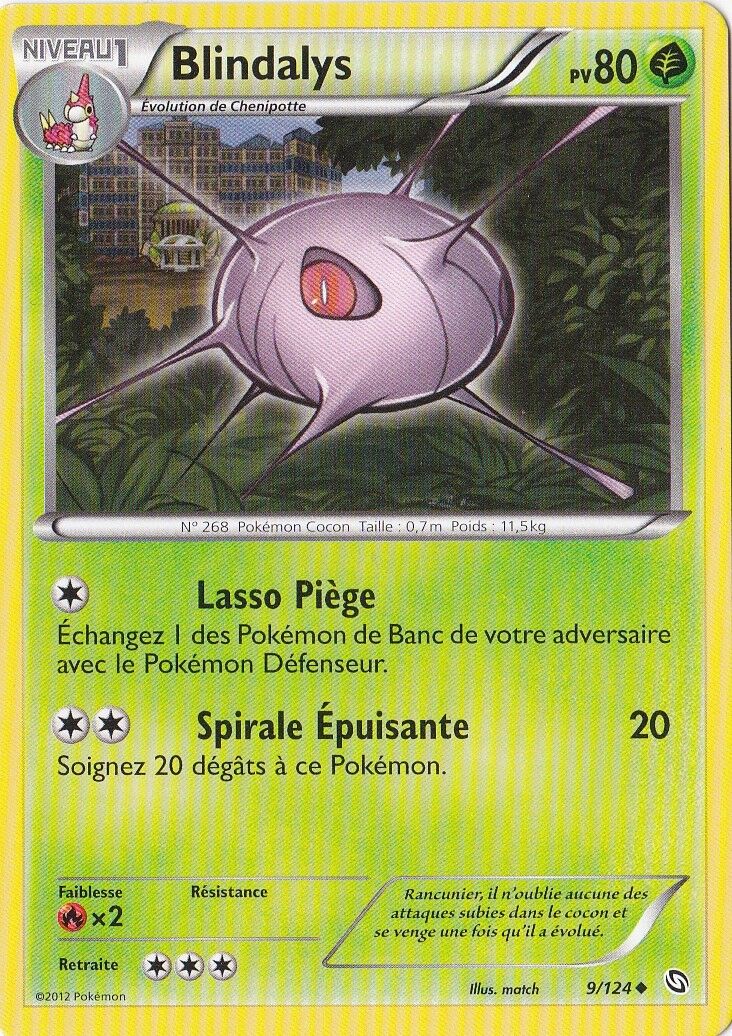 NIVEAU 1
Blindalys
PV 80
Évolution de Chenipotte
N° 268 Pokémon Cocon Taille : 0,7m Poids : 11,5kg
Lasso Piège
Échangez 1 des Pokémon de Banc de votre adversaire
avec le Pokémon Défenseur.
Spirale Épuisante 20
Soignez 20 dégâts à ce Pokémon.
Faiblesse Résistance
×2
Retraite
Rancunier, il n'oublie aucune des
attaques subies dans le cocon et
se venge une fois qu'il a évolué.
©2012 Pokémon
Illus. match 9/124